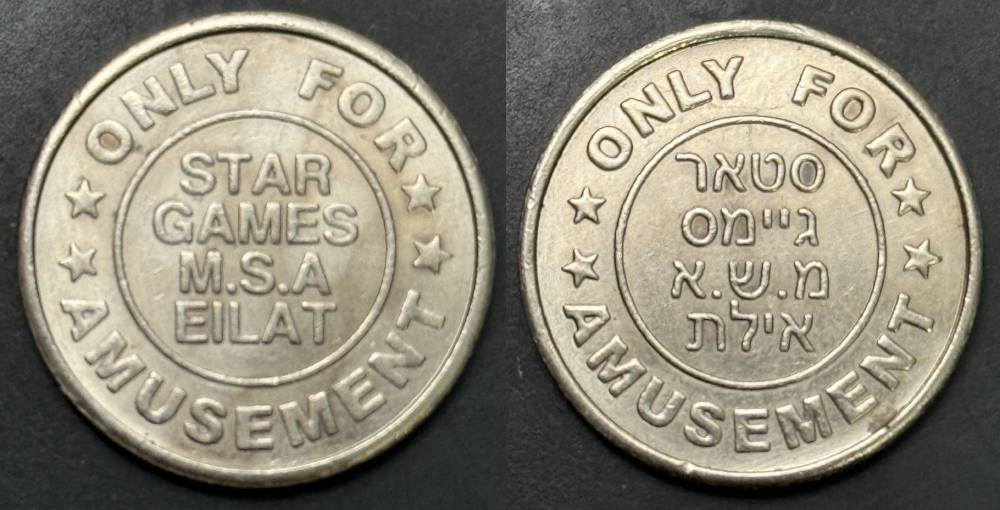 ONLY FOR
STAR
GAMES
M.S.A
EILAT
AMUSEMENT
ONLY FOR
סטאר
גיימס
מ.ש.א
אילת
AMUSEMENT